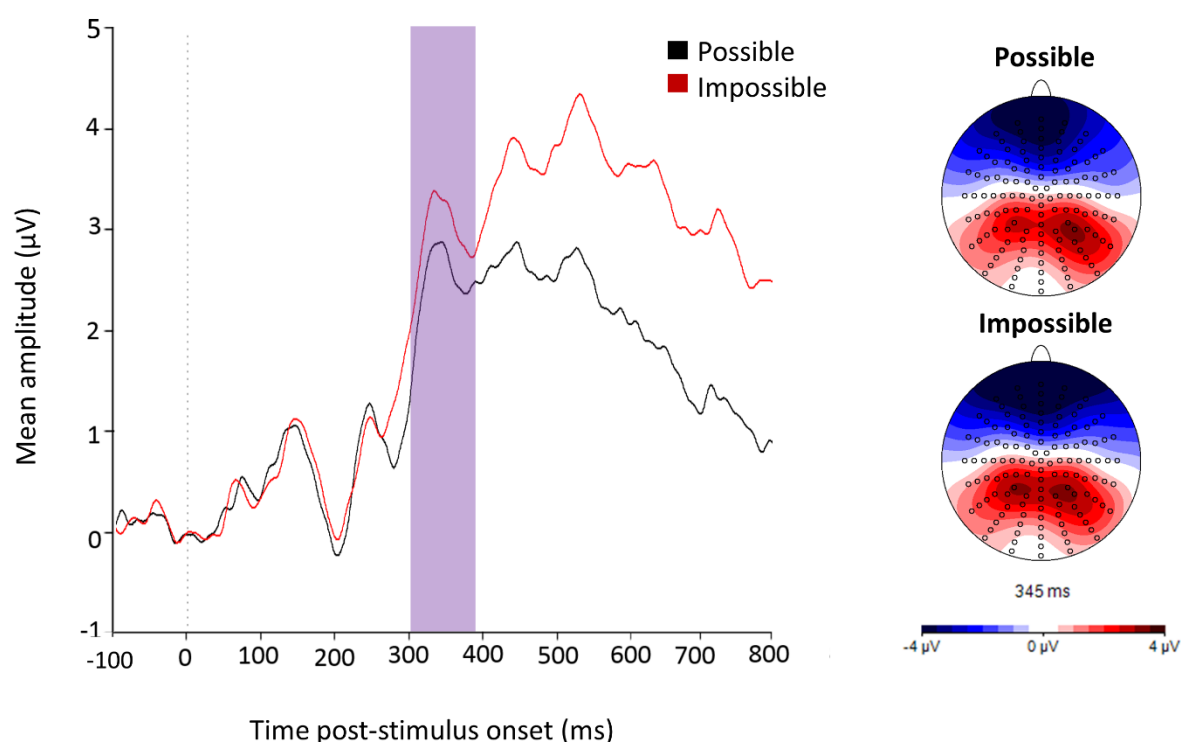 5
4
3
2
1
0
-1
Mean amplitude (µV)
-100 0 100 200 300 400 500 600 700 800
Time post-stimulus onset (ms)
Possible
Impossible
Possible
Impossible
345 ms
-4 µV 0 µV 4 µV